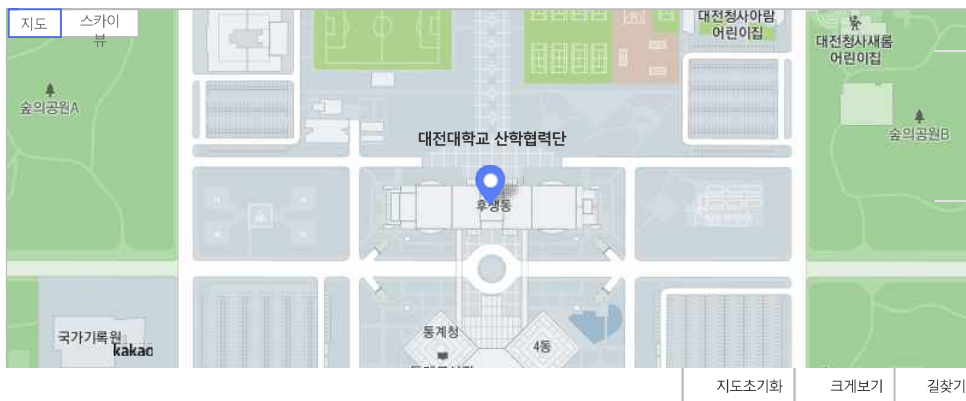 지도
스카이
뷰
대전청사아람
어린이집
대전청사새롬
어린이집
숲의공원A
숲의공원B
대전대학교 산학협력단
후생동
국가기록원
kakao
통계청
4동
지도초기화
크게보기
길찾기